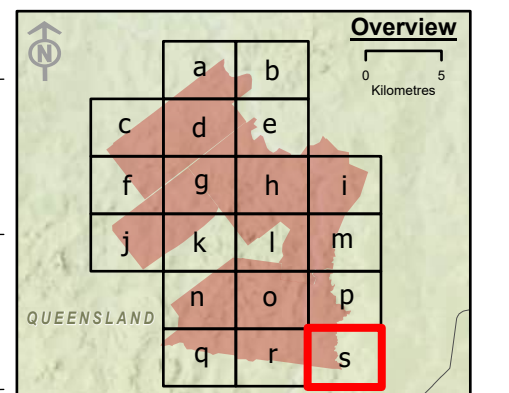 Overview
N
0 5
Kilometres
a b
c d e
f g h i
j k l m
n o p
QUEENSLAND
q r s